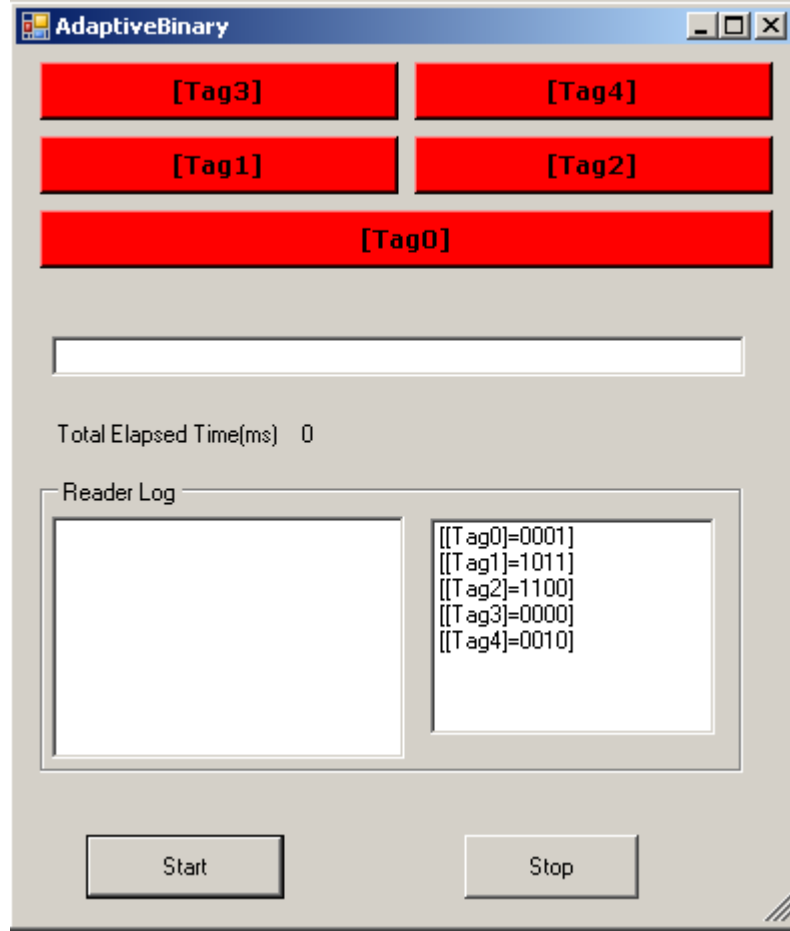 AdaptiveBinary
[Tag3] [Tag4]
[Tag1] [Tag2]
[Tag0]
Total Elapsed Time(ms) 0
Reader Log
[[Tag0]=0001]
[[Tag1]=1011]
[[Tag2]=1100]
[[Tag3]=0000]
[[Tag4]=0010]
Start Stop